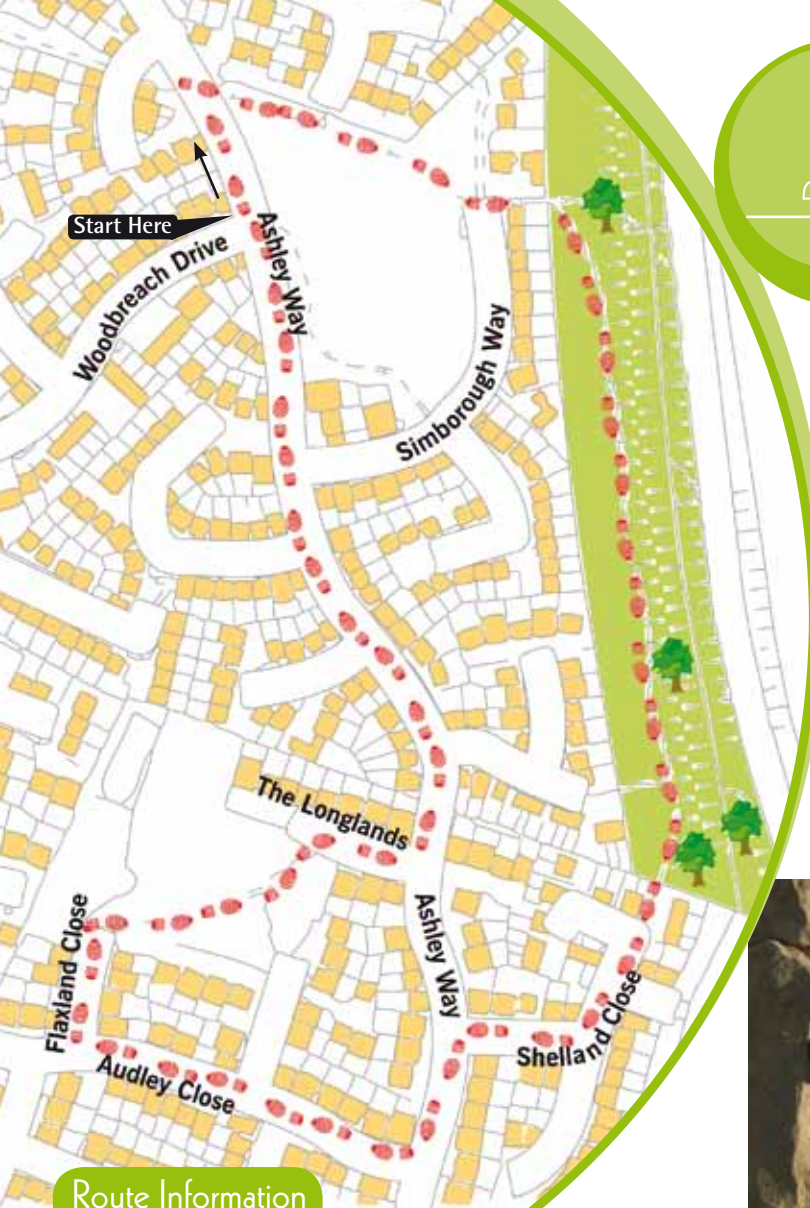 Start Here
Ashley Way
Woodbreach Drive
Simborough Way
The Longlands
Ashley Way
Flaxland Close
Shelland Close
Audley Close
Route Information